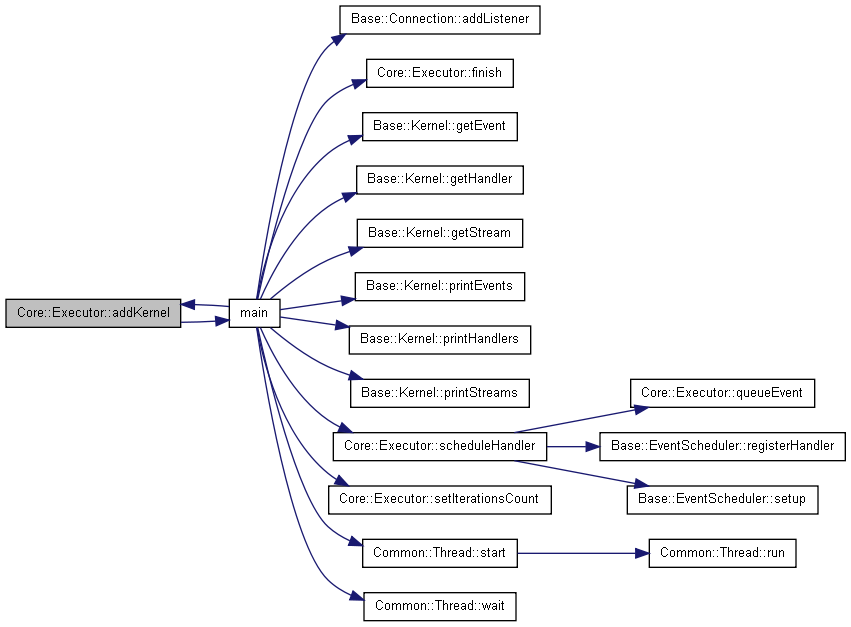 Base::Connection::addListener
Core::Executor::finish
Base::Kernel::getEvent
Base::Kernel::getHandler
Base::Kernel::getStream
Base::Kernel::printEvents
Core::Executor::addKernel
main
Base::Kernel::printHandlers
Base::Kernel::printStreams
Core::Executor::queueEvent
Core::Executor::scheduleHandler
Base::EventScheduler::registerHandler
Core::Executor::setIterationsCount
Base::EventScheduler::setup
Common::Thread::start
Common::Thread::run
Common::Thread::wait